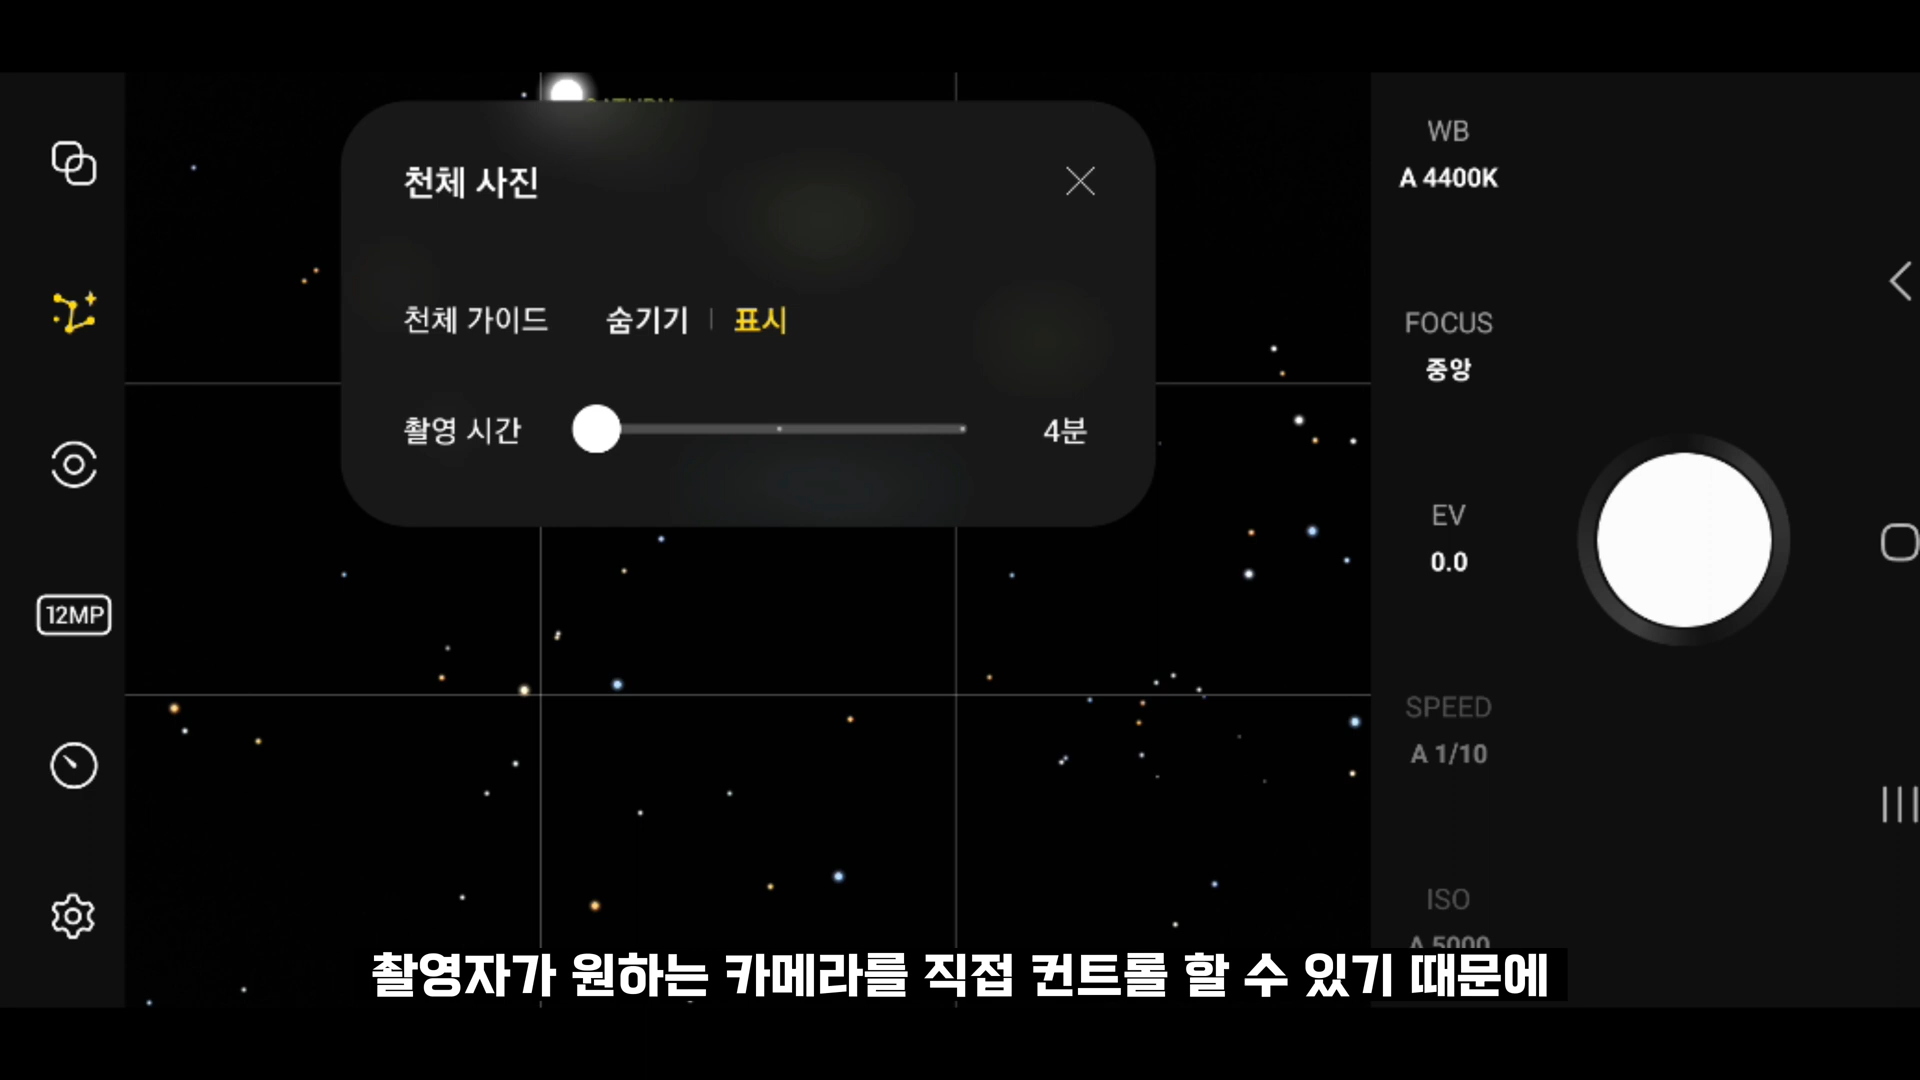 천체 사진
천체 가이드 숨기기 표시
촬영 시간 4분
12MP
WB
A 4400K
FOCUS
중앙
EV
0.0
SPEED
A 1/10
ISO
A 5000
촬영자가 원하는 카메라를 직접 컨트롤 할 수 있기 때문에